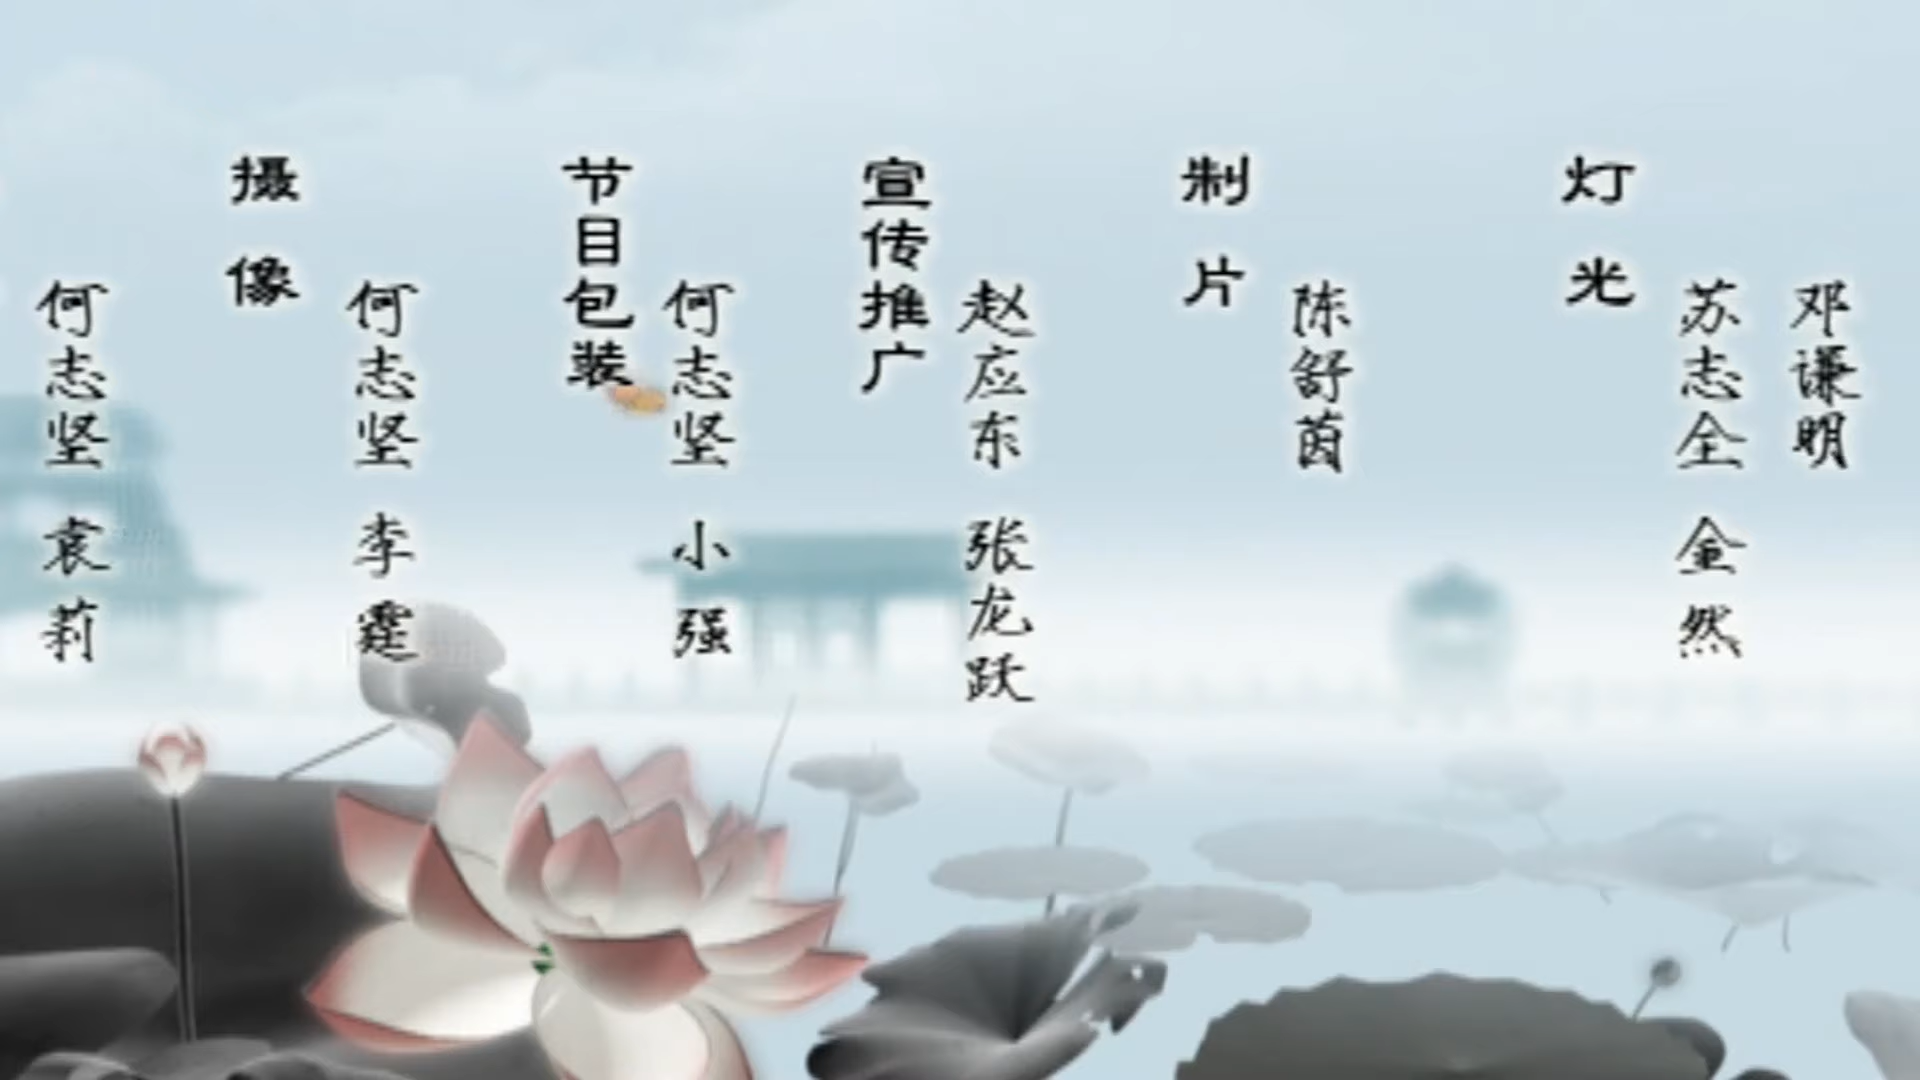 何志坚 袁莉
摄像
何志坚 李霆
节目包装
何志坚 小强
宣传推广
赵应东 张龙跃
制片
陈舒茵
灯光
苏志全 金然
邓谦明